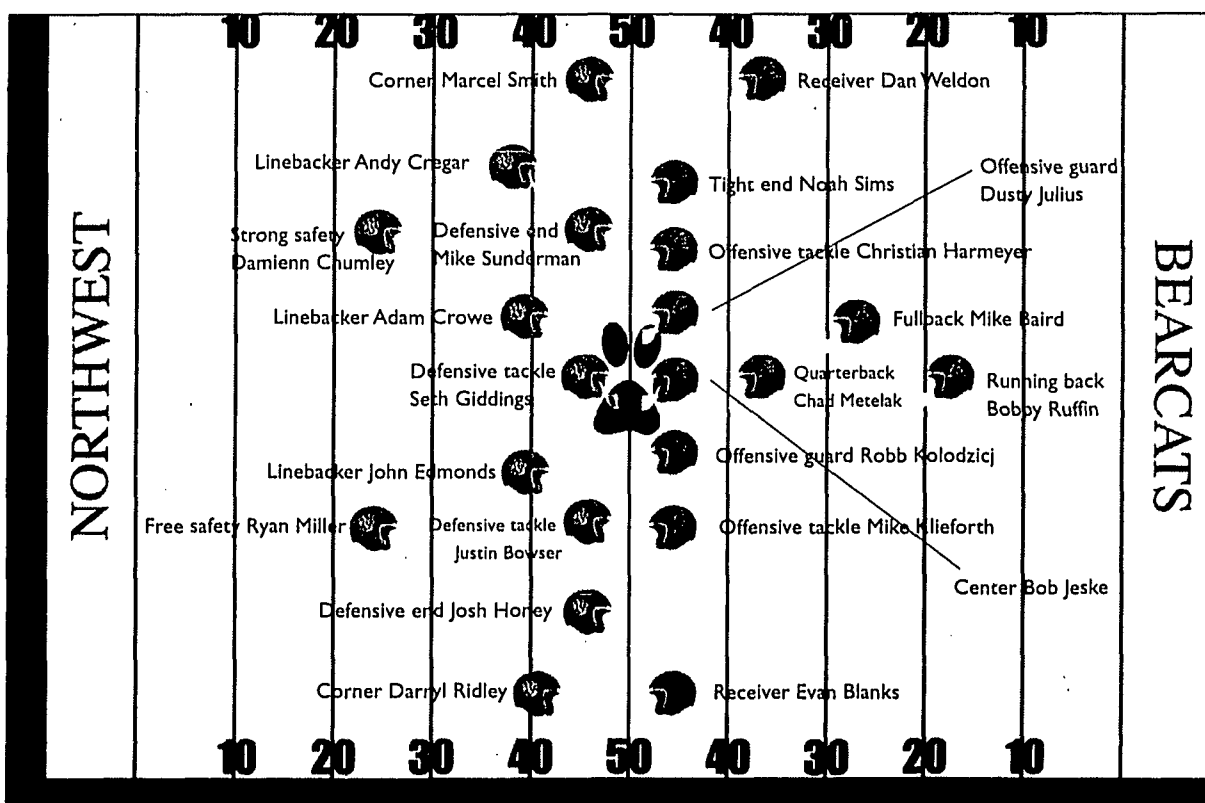 10 20 30 40 50 40 30 20 10
Corner Marcel Smith
Receiver Dan Weldon
Linebacker Andy Cregar
Offensive guard
Dusty Julius
Tight end Noah Sims
Strong safety
Damienn Chumley
Defensive end
Mike Sunderman
Offensive tackle Christian Harmeyer
Linebacker Adam Crowe
Fullback Mike Baird
Defensive tackle
Seth Giddings
Quarterback
Chad Metelak
Running back
Bobby Ruffin
Linebacker John Edmonds
Offensive guard Robb Kolodzicj
Free safety Ryan Miller
Defensive tackle
Justin Bowser
Offensive tackle Mike Klieforth
Center Bob Jeske
Defensive end Josh Honey
Corner Darryl Ridley
Receiver Evan Blanks
10 20 30 40 50 40 30 20 10
NORTHWEST
BEARCATS